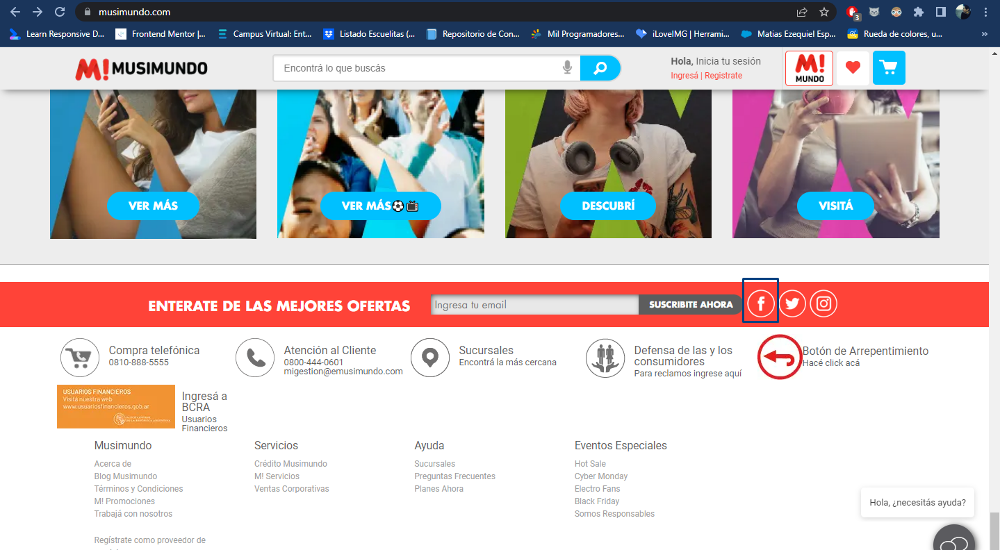 musimundo.com
3
Learn Responsive D...
Frontend Mentor |...
Campus Virtual: Ent...
Listado Escuelitas (...
Repositorio de Con...
Mil Programadores...
iLoveIMG | Herrami...
Matias Ezequiel Esp...
Rueda de colores, u...
»
M! MUSIMUNDO
Encontrá lo que buscás
Hola, Inicia tu sesión
Ingresá | Registrate
M!
MUNDO
VER MÁS
VER MÁS
DESCUBRÍ
VISITÁ
ENTERATE DE LAS MEJORES OFERTAS
Ingresa tu email
SUSCRIBITE AHORA
Compra telefónica
0810-888-5555
Atención al Cliente
0800-444-0601
migestion@emusimundo.com
Sucursales
Encontrá la más cercana
Defensa de las y los
consumidores
Para reclamos ingrese aquí
Botón de Arrepentimiento
Hacé click acá
USUARIOS FINANCIEROS
Visitá nuestra web
www.usuariosfinancieros.gob.ar
Ingresá a
BCRA
Usuarios
Financieros
Musimundo
Acerca de
Blog Musimundo
Términos y Condiciones
M! Promociones
Trabajá con nosotros
Regístrate como proveedor de
Servicios
Crédito Musimundo
M! Servicios
Ventas Corporativas
Ayuda
Sucursales
Preguntas Frecuentes
Planes Ahora
Eventos Especiales
Hot Sale
Cyber Monday
Electro Fans
Black Friday
Somos Responsables
Hola, ¿necesitás ayuda?